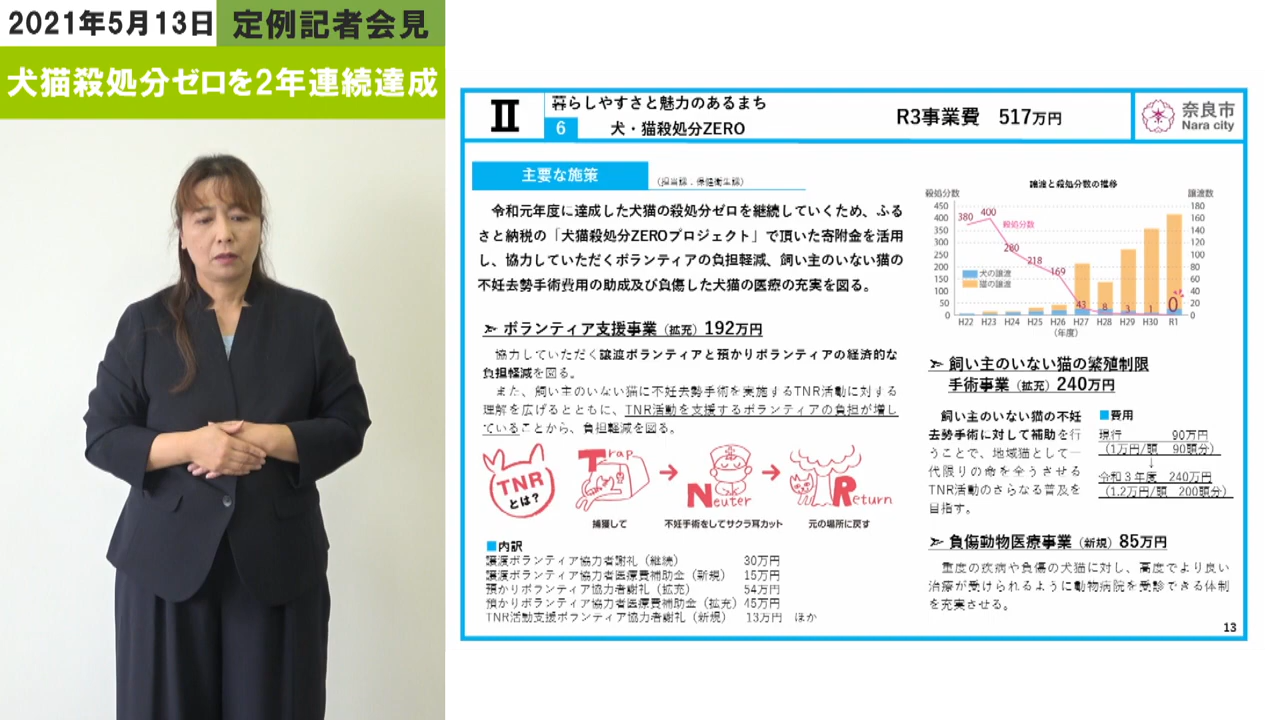 2021年5月13日 定例記者会見
犬猫殺処分ゼロを2年連続達成
Ⅱ
暮らしやすさと魅力のあるまち
6 犬・猫殺処分ZERO
R3事業費 517万円
奈良市
Nara city
主要な施策
(担当課:保健衛生課)
令和元年度に達成した犬猫の殺処分ゼロを継続していくため、ふる
さと納税の「犬猫殺処分ZEROプロジェクト」で頂いた寄附金を活用
し、協力していただくボランティアの負担軽減、飼い主のいない猫の
不妊去勢手術費用の助成及び負傷した犬猫の医療の充実を図る。
➢ ボランティア支援事業(拡充)192万円
協力していただく譲渡ボランティアと預かりボランティアの経済的な
負担軽減を図る。
また、飼い主のいない猫に不妊去勢手術を実施するTNR活動に対する
理解を広げるとともに、TNR活動を支援するボランティアの負担が増し
ていることから、負担軽減を図る。
TNR
とは?
Trap
捕獲して
Neuter
不妊手術をしてサクラ耳カット
Return
元の場所に戻す
■内訳
譲渡ボランティア協力者謝礼(継続) 30万円
譲渡ボランティア協力者医療費補助金(新規) 15万円
預かりボランティア協力者謝礼(拡充) 54万円
預かりボランティア協力者医療費補助金(拡充) 45万円
TNR活動支援ボランティア協力者謝礼(新規) 13万円 ほか
譲渡と殺処分数の推移
殺処分数 譲渡数
450 400 350 300 250 200 150 100 50 0
180 160 140 120 100 80 60 40 20 0
380 400 280 218 169 43 8 3 1 0
殺処分数
犬の譲渡
猫の譲渡
H22 H23 H24 H25 H26 H27 H28 H29 H30 R1
(年度)
➢ 飼い主のいない猫の繁殖制限
手術事業(拡充)240万円
飼い主のいない猫の不妊
去勢手術に対して補助を行
うことで、地域猫として一
代限りの命を全うさせる
TNR活動のさらなる普及を
目指す。
■費用
現行 90万円
(1万円/頭 90頭分)
↓
令和3年度 240万円
(1.2万円/頭 200頭分)
➢ 負傷動物医療事業(新規)85万円
重度の疾病や負傷の犬猫に対し、高度でより良い
治療が受けられるように動物病院を受診できる体制
を充実させる。
13